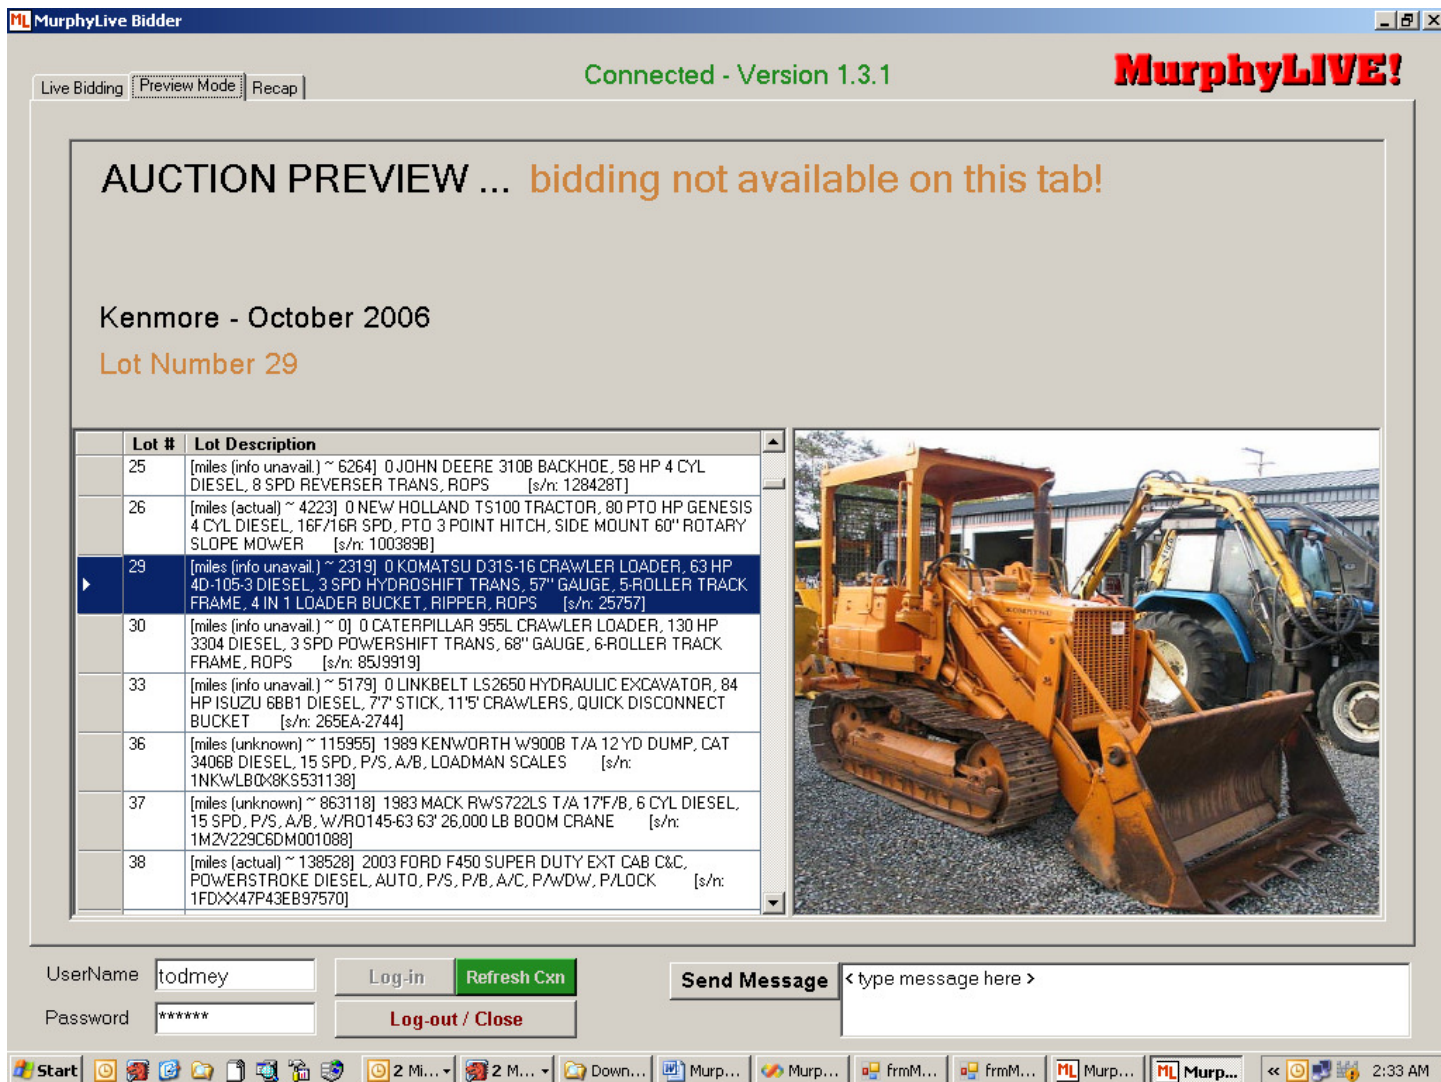 MurphyLive Bidder
Live Bidding Preview Mode Recap
Connected - Version 1.3.1
MurphyLIVE!
AUCTION PREVIEW ... bidding not available on this tab!
Kenmore - October 2006
Lot Number 29
Lot # Lot Description
25 [miles (info unavail.) ~ 6264] 0 JOHN DEERE 310B BACKHOE, 58 HP 4 CYL
DIESEL, 8 SPD REVERSER TRANS, ROPS [s/n: 128428T]
26 [miles (actual) ~ 4223] 0 NEW HOLLAND TS100 TRACTOR, 80 PTO HP GENESIS
4 CYL DIESEL, 16F/16R SPD, PTO 3 POINT HITCH, SIDE MOUNT 60" ROTARY
SLOPE MOWER [s/n: 100389B]
29 [miles (info unavail.) ~ 2319] 0 KOMATSU D31S-16 CRAWLER LOADER, 63 HP
4D-105-3 DIESEL, 3 SPD HYDROSHIFT TRANS, 57" GAUGE, 5-ROLLER TRACK
FRAME, 4 IN 1 LOADER BUCKET, RIPPER, ROPS [s/n: 25757]
30 [miles (info unavail.) ~ 0] 0 CATERPILLAR 955L CRAWLER LOADER, 130 HP
3304 DIESEL, 3 SPD POWERSHIFT TRANS, 68" GAUGE, 6-ROLLER TRACK
FRAME, ROPS [s/n: 85J9919]
33 [miles (info unavail.) ~ 5179] 0 LINKBELT LS2650 HYDRAULIC EXCAVATOR, 84
HP ISUZU 6BB1 DIESEL, 7'7' STICK, 11'5' CRAWLERS, QUICK DISCONNECT
BUCKET [s/n: 265EA-2744]
36 [miles (unknown) ~ 115955] 1989 KENWORTH W900B T/A 12 YD DUMP, CAT
3406B DIESEL, 15 SPD, P/S, A/B, LOADMAN SCALES [s/n:
1NKWLB0X8KS531138]
37 [miles (unknown) ~ 863118] 1983 MACK RWS722LS T/A 17'F/B, 6 CYL DIESEL,
15 SPD, P/S, A/B, W/RO145-63 63' 26,000 LB BOOM CRANE [s/n:
1M2V229C6DM001088]
38 [miles (actual) ~ 138528] 2003 FORD F450 SUPER DUTY EXT CAB C&C,
POWERSTROKE DIESEL, AUTO, P/S, P/B, A/C, P/WDW, P/LOCK [s/n:
1FDXX47P43EB97570]
KOMATSU
UserName todmey Log-in Refresh Cxn
Password ****** Log-out / Close
Send Message < type message here >
Start 2 Mi... 2 M... Down... Murp... Murp... frmM... frmM... ML Murp... ML Murp... « 2:33 AM